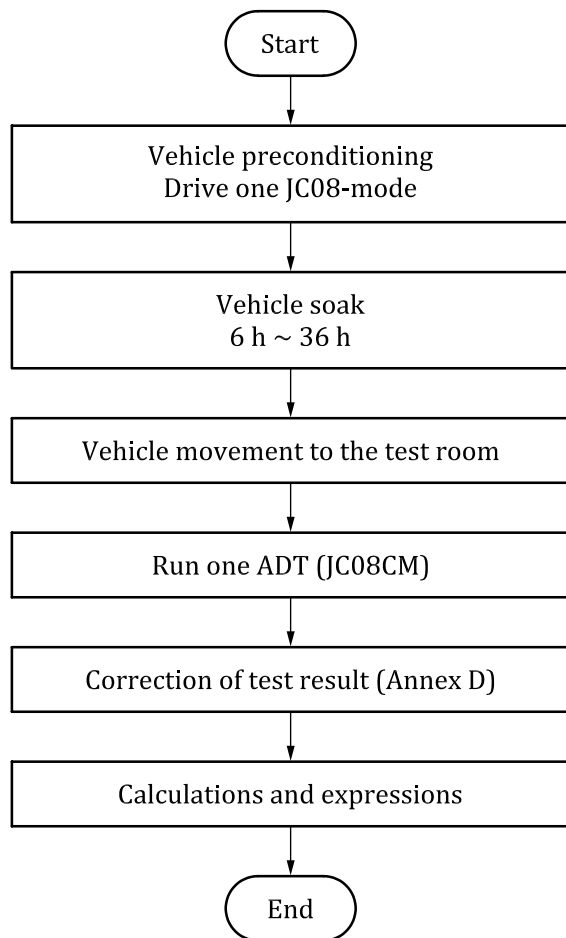 Start
Vehicle preconditioning
Drive one JC08-mode
Vehicle soak
6 h ~ 36 h
Vehicle movement to the test room
Run one ADT (JC08CM)
Correction of test result (Annex D)
Calculations and expressions
End